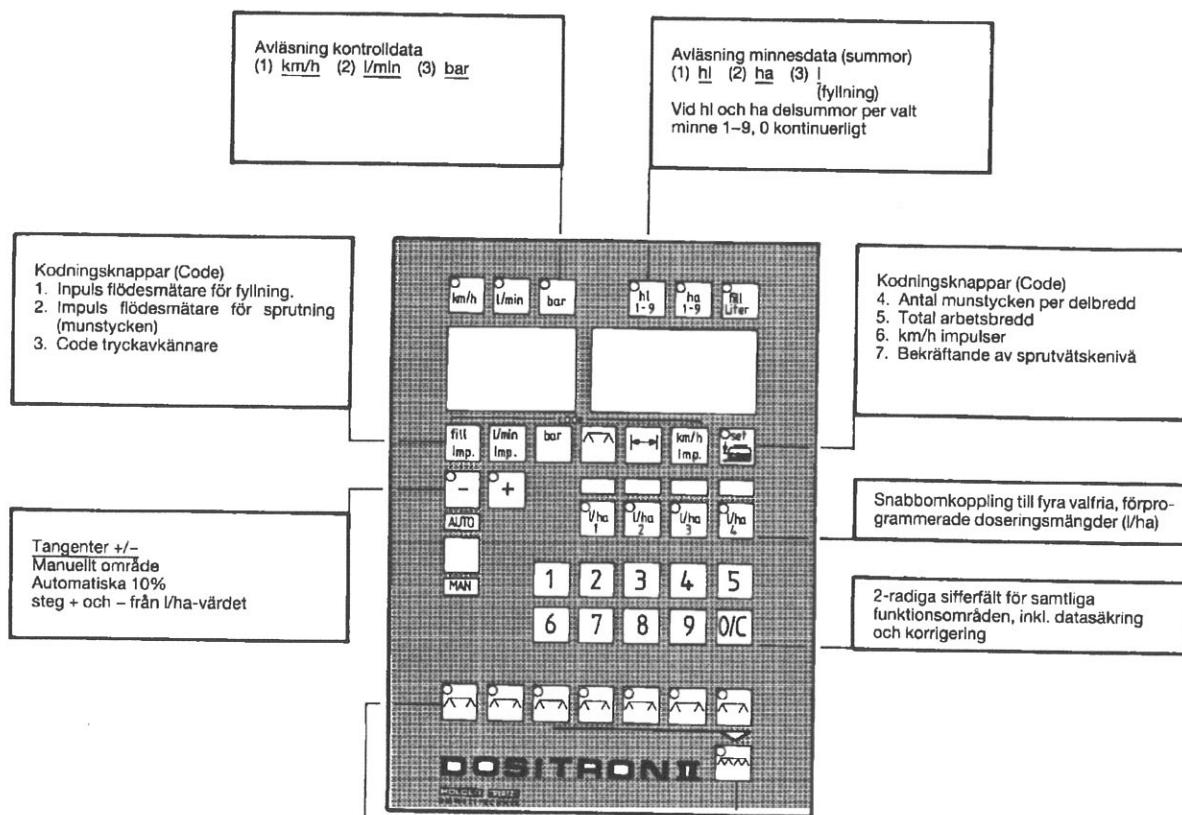 Avläsning kontrolldata
(1) km/h (2) l/min (3) bar
Avläsning minnesdata (summor)
(1) hl (2) ha (3) l
(fyllning)
Vid hl och ha delsummor per valt
minne 1–9, 0 kontinuerligt
Kodningsknappar (Code)
1. Inpuls flödesmätare för fyllning.
2. Impuls flödesmätare för sprutning
(munstycken)
3. Code tryckavkännare
Kodningsknappar (Code)
4. Antal munstycken per delbredd
5. Total arbetsbredd
6. km/h impulser
7. Bekräftande av sprutvätskenivå
km/h l/min bar hl 1-9 ha 1-9 fill Liter
fill Imp. l/min Imp. bar km/h Imp. set
- +
AUTO
MAN
l/ha 1 l/ha 2 l/ha 3 l/ha 4
Snabbomkoppling till fyra valfria, förpro-
grammerade doseringsmängder (l/ha)
Tangenter +/–
Manuellt område
Automatiska 10%
steg + och – från l/ha-värdet
1 2 3 4 5
6 7 8 9 0/C
2-radiga sifferfält för samtliga
funktionsområden, inkl. datasäkring
och korrigering
DOSITRON II